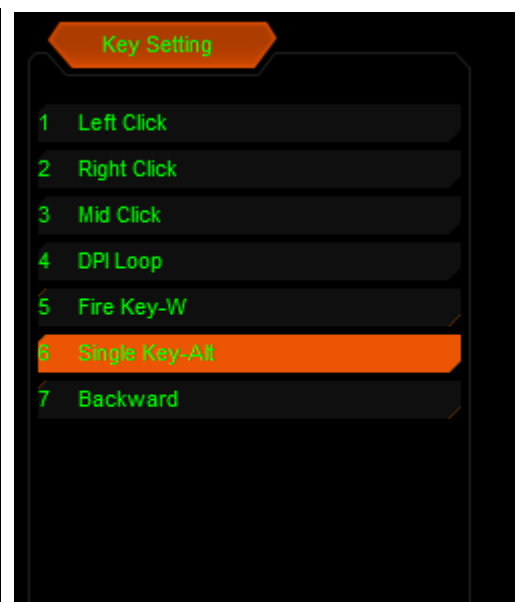 Key Setting
1 Left Click
2 Right Click
3 Mid Click
4 DPI Loop
5 Fire Key-W
6 Single Key-Alt
7 Backward